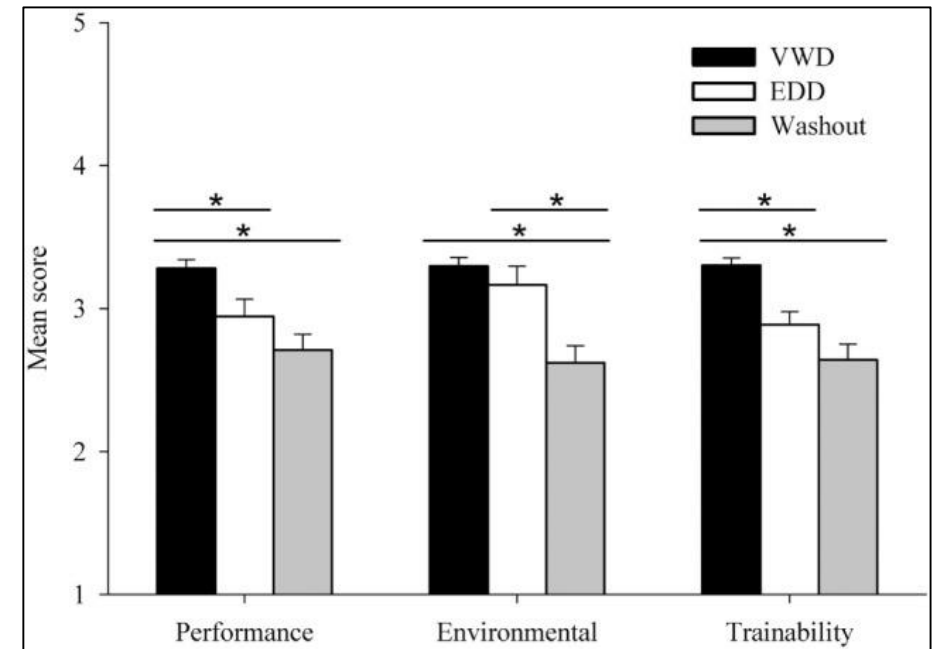 5
4
3
2
1
Mean score
VWD
EDD
Washout
*
*
*
*
*
*
Performance
Environmental
Trainability